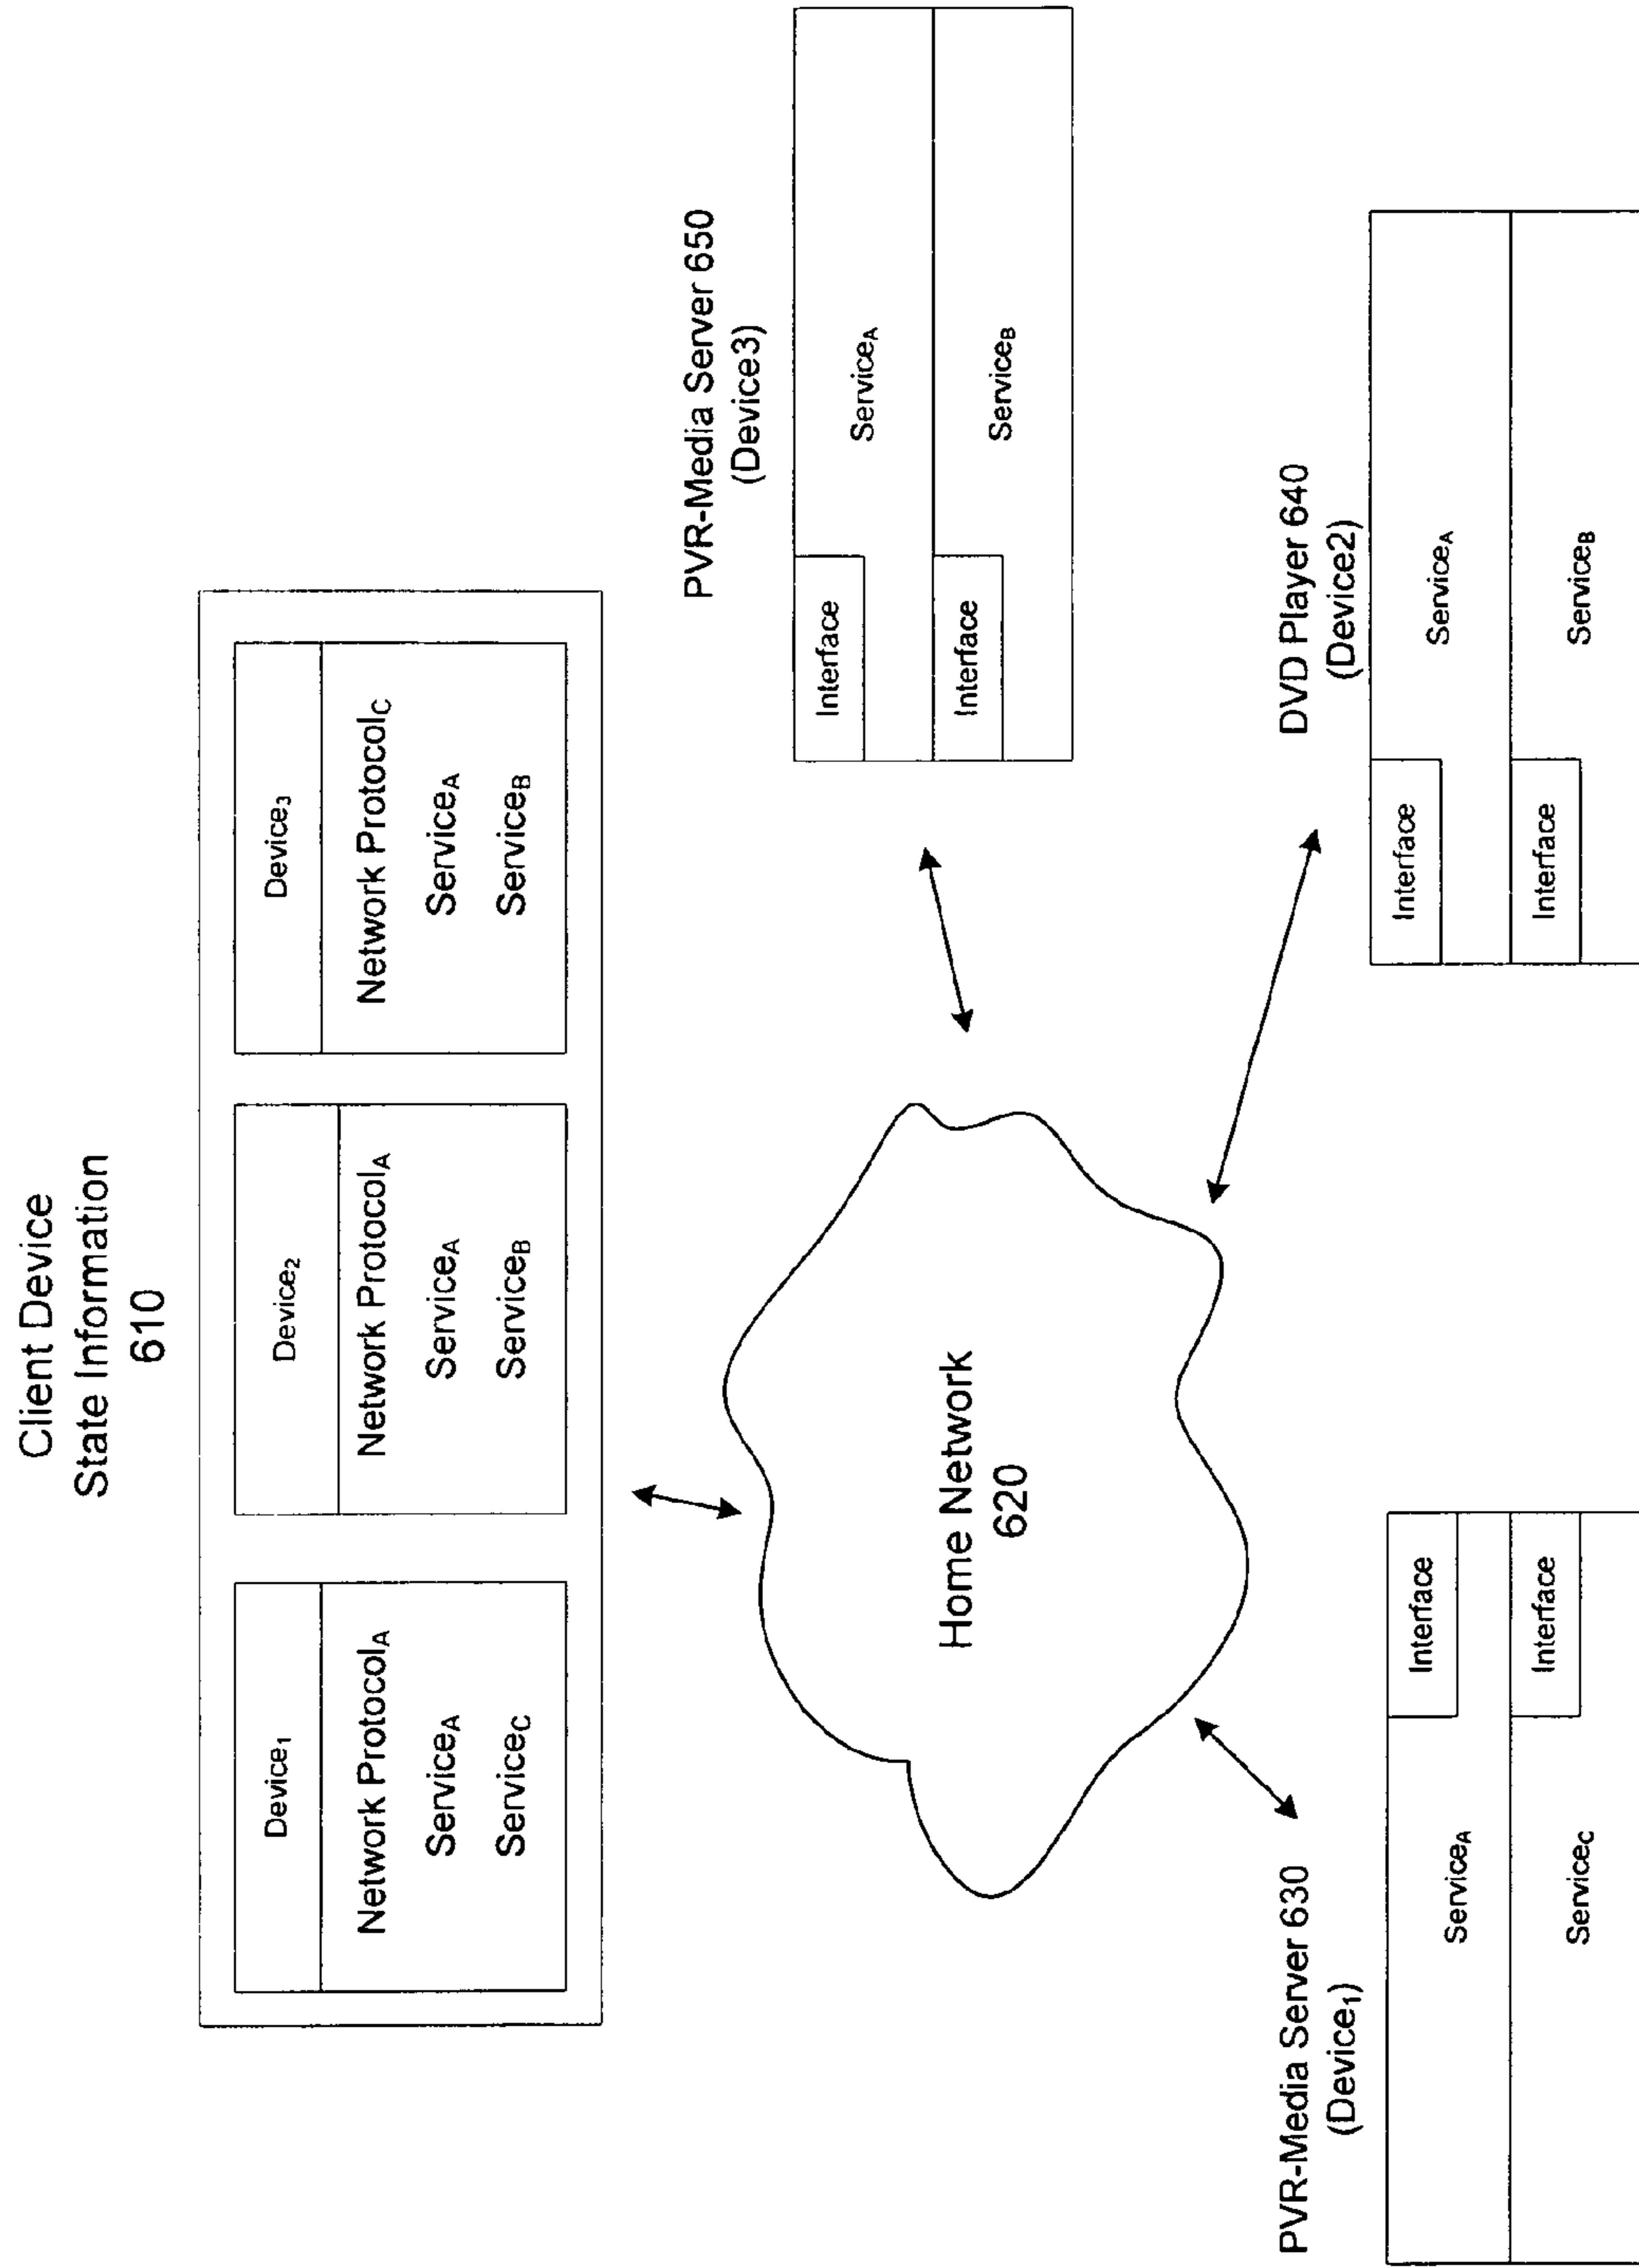 Client Device
State Information
610
Device1
Network ProtocolA
ServiceA
ServiceC
Device2
Network ProtocolA
ServiceA
ServiceB
Device3
Network ProtocolC
ServiceA
ServiceB
Home Network
620
PVR-Media Server 650
(Device3)
Interface
ServiceA
Interface
ServiceB
PVR-Media Server 630
(Device1)
Interface
ServiceA
Interface
ServiceC
DVD Player 640
(Device2)
Interface
ServiceA
Interface
ServiceB